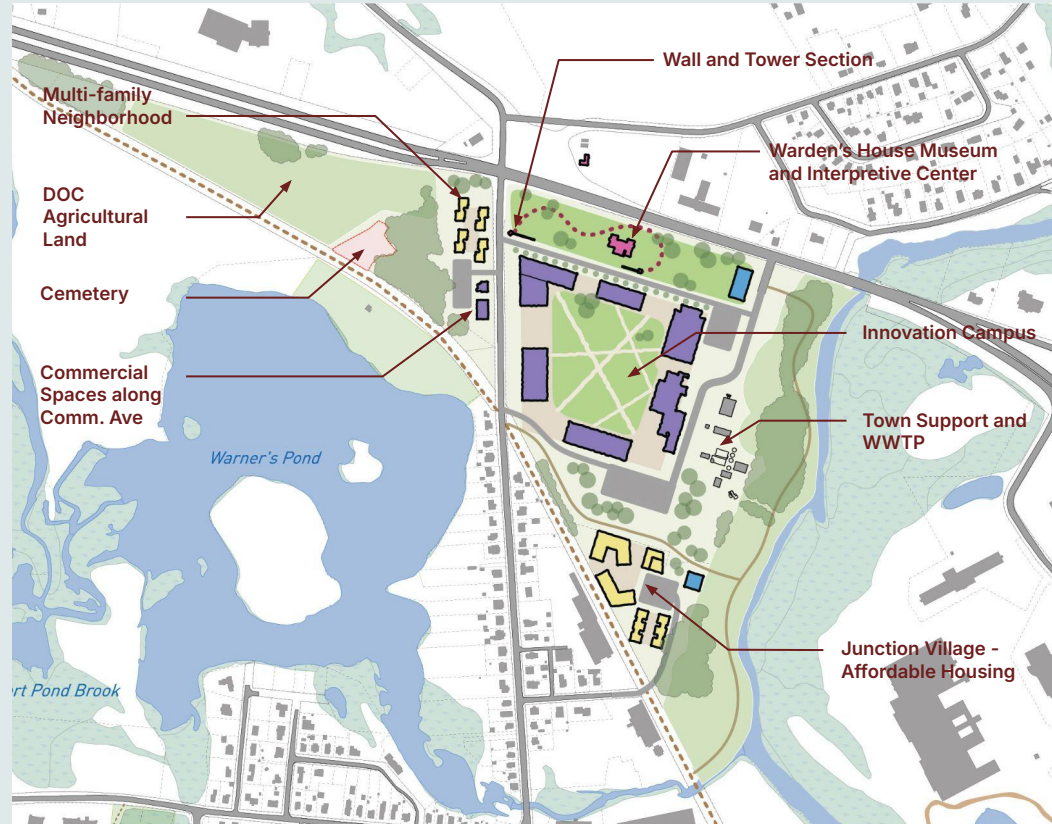 Wall and Tower Section
Multi-family
Neighborhood
Warden's House Museum
and Interpretive Center
DOC
Agricultural
Land
Cemetery
Innovation Campus
Commercial
Spaces along
Comm. Ave
Town Support and
WWTP
Warner's Pond
Junction Village -
Affordable Housing
ort Pond Brook